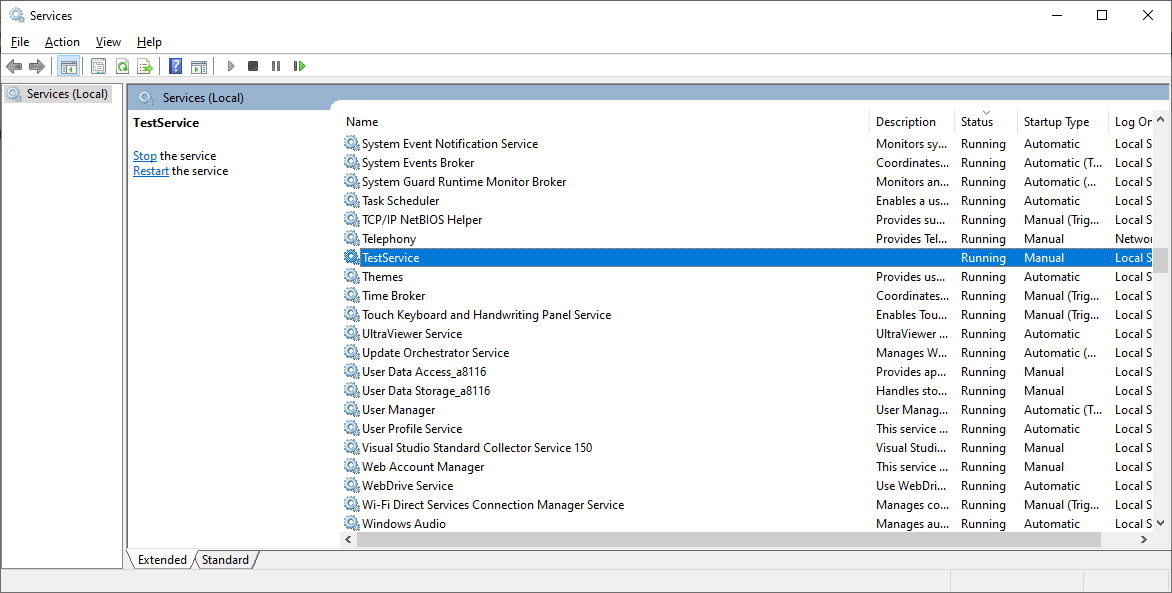 Services
File Action View Help
Services (Local)
Services (Local)
TestService
Stop the service
Restart the service
Name Description Status Startup Type Log On
System Event Notification Service Monitors sy... Running Automatic Local S
System Events Broker Coordinates... Running Automatic (T... Local S
System Guard Runtime Monitor Broker Monitors an... Running Automatic (... Local S
Task Scheduler Enables a us... Running Automatic Local S
TCP/IP NetBIOS Helper Provides su... Running Manual (Trig... Local S
Telephony Provides Tel... Running Manual Networ
TestService Running Manual Local S
Themes Provides us... Running Automatic Local S
Time Broker Coordinates... Running Manual (Trig... Local S
Touch Keyboard and Handwriting Panel Service Enables Tou... Running Manual (Trig... Local S
UltraViewer Service UltraViewer ... Running Automatic Local S
Update Orchestrator Service Manages W... Running Automatic (... Local S
User Data Access_a8116 Provides ap... Running Manual Local S
User Data Storage_a8116 Handles sto... Running Manual Local S
User Manager User Manag... Running Automatic (T... Local S
User Profile Service This service ... Running Automatic Local S
Visual Studio Standard Collector Service 150 Visual Studi... Running Manual Local S
Web Account Manager This service ... Running Manual Local S
WebDrive Service Use WebDri... Running Automatic Local S
Wi-Fi Direct Services Connection Manager Service Manages co... Running Manual (Trig... Local S
Windows Audio Manages au... Running Automatic Local S
Extended Standard